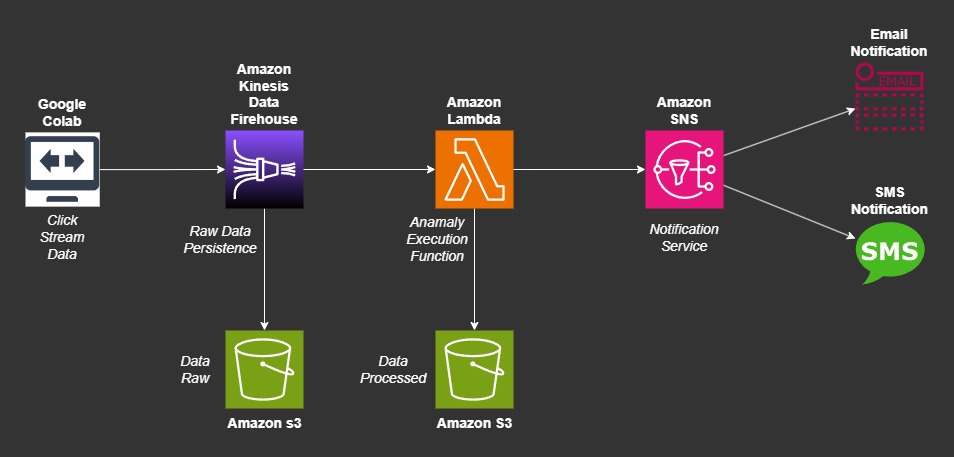 Google
Colab
Click
Stream
Data
Amazon
Kinesis
Data
Firehouse
Raw Data
Persistence
Data
Raw
Amazon s3
Amazon
Lambda
Anamaly
Execution
Function
Data
Processed
Amazon S3
Amazon
SNS
Notification
Service
Email
Notification
EMAIL
SMS
Notification
SMS